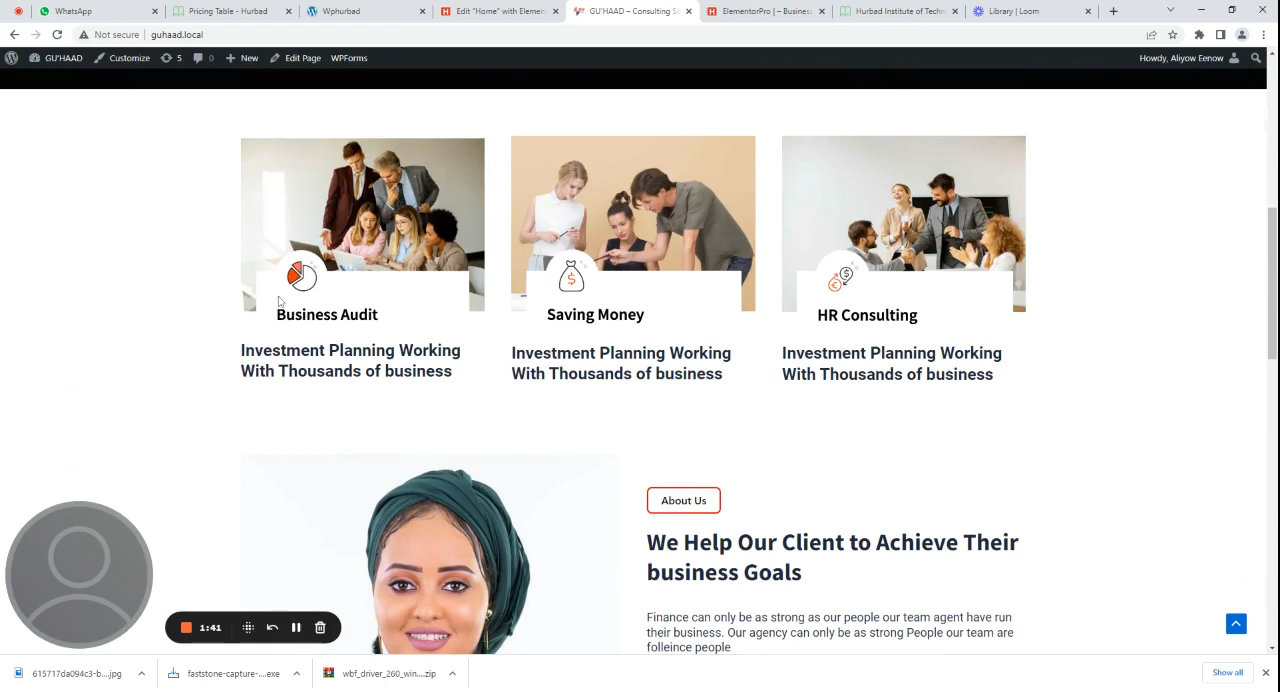 WhatsApp
Pricing Table - Hurbad
Wphurbad
Edit "Home" with Elemen
GU'HAAD – Consulting So
ElementorPro | – Business
Hurbad Institute of Techn
Library | Loom
Not secure | guhaad.local
GU'HAAD
Customize
5
0
New
Edit Page
WPForms
Howdy, Aliyow Eenow
Business Audit
Saving Money
HR Consulting
Investment Planning Working
With Thousands of business
Investment Planning Working
With Thousands of business
Investment Planning Working
With Thousands of business
About Us
We Help Our Client to Achieve Their
business Goals
Finance can only be as strong as our people our team agent have run
their business. Our agency can only be as strong People our team are
folleince people
1:41
615717da094c3-b....jpg
faststone-capture-....exe
wbf_driver_260_win....zip
Show all